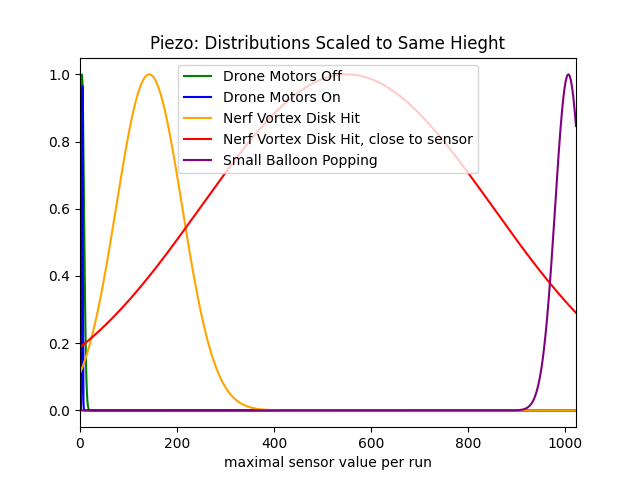 Piezo: Distributions Scaled to Same Hieght
Drone Motors Off
Drone Motors On
Nerf Vortex Disk Hit
Nerf Vortex Disk Hit, close to sensor
Small Balloon Popping
1.0
0.8
0.6
0.4
0.2
0.0
0 200 400 600 800 1000
maximal sensor value per run